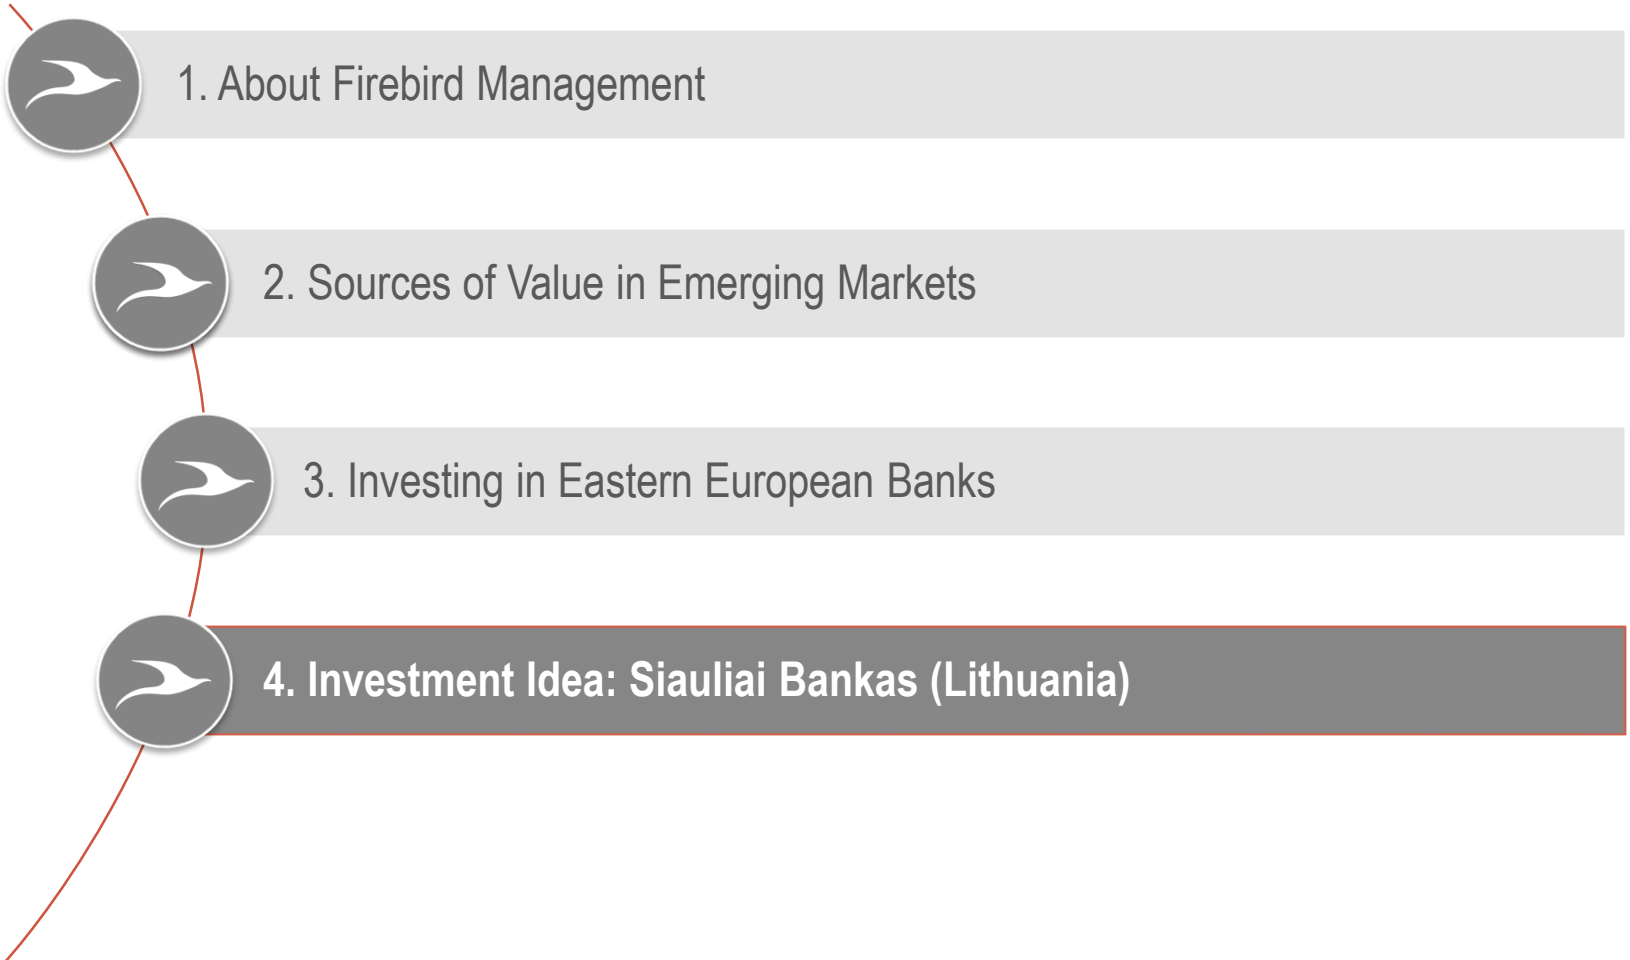 1. About Firebird Management
2. Sources of Value in Emerging Markets
3. Investing in Eastern European Banks
4. Investment Idea: Siauliai Bankas (Lithuania)